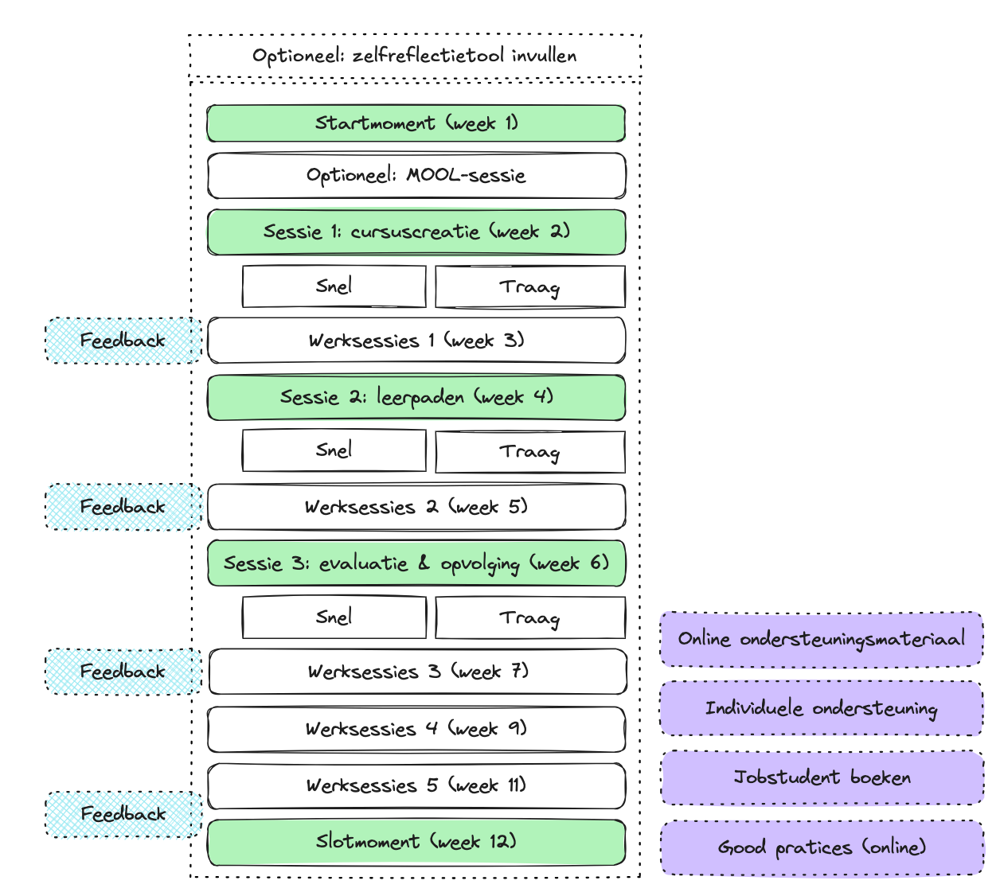 Optioneel: zelfreflectietool invullen
Startmoment (week 1)
Optioneel: MOOL-sessie
Sessie 1: cursuscreatie (week 2)
Snel
Traag
Feedback
Werksessies 1 (week 3)
Sessie 2: leerpaden (week 4)
Snel
Traag
Feedback
Werksessies 2 (week 5)
Sessie 3: evaluatie & opvolging (week 6)
Snel
Traag
Feedback
Werksessies 3 (week 7)
Werksessies 4 (week 9)
Werksessies 5 (week 11)
Feedback
Slotmoment (week 12)
Online ondersteuningsmateriaal
Individuele ondersteuning
Jobstudent boeken
Good pratices (online)